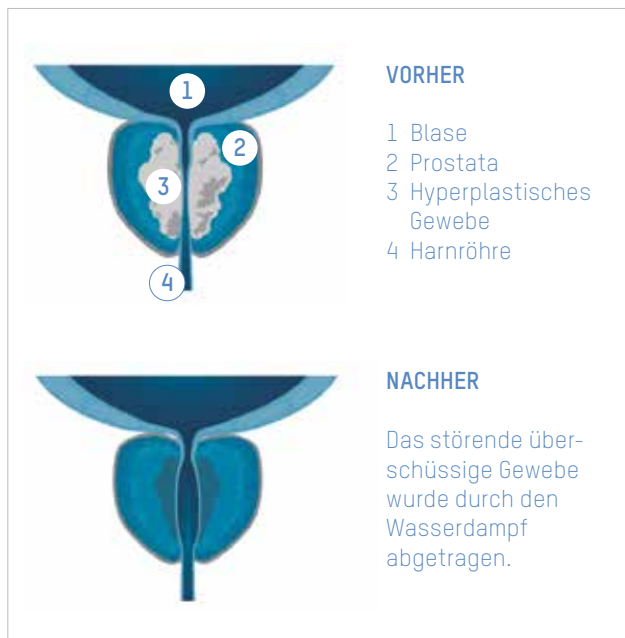 VORHER
1
2
3
4
1 Blase
2 Prostata
3 Hyperplastisches
Gewebe
4 Harnröhre
NACHHER
Das störende über-
schüssige Gewebe
wurde durch den
Wasserdampf
abgetragen.